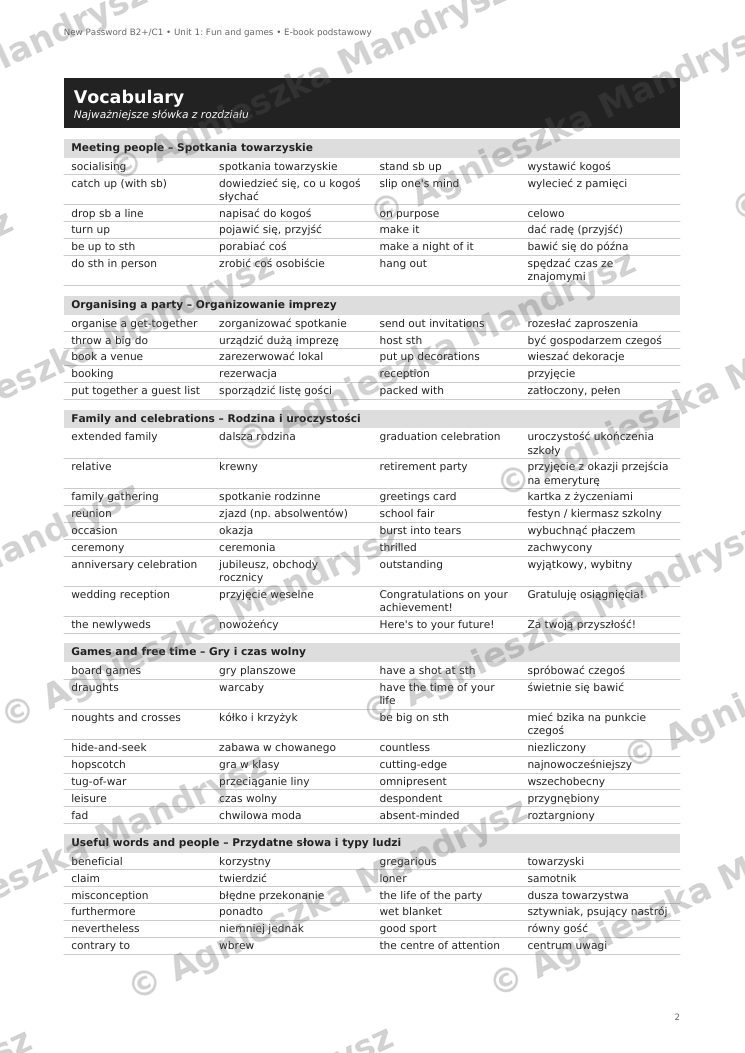 New Password B2+/C1 • Unit 1: Fun and games • E-book podstawowy
Vocabulary
Najważniejsze słówka z rozdziału
Meeting people – Spotkania towarzyskie
socialising spotkania towarzyskie stand sb up wystawić kogoś
catch up (with sb) dowiedzieć się, co u kogoś slip one's mind wylecieć z pamięci
słychać
drop sb a line napisać do kogoś on purpose celowo
turn up pojawić się, przyjść make it dać radę (przyjść)
be up to sth porabiać coś make a night of it bawić się do późna
do sth in person zrobić coś osobiście hang out spędzać czas ze
znajomymi
Organising a party – Organizowanie imprezy
organise a get-together zorganizować spotkanie send out invitations rozesłać zaproszenia
throw a big do urządzić dużą imprezę host sth być gospodarzem czegoś
book a venue zarezerwować lokal put up decorations wieszać dekoracje
booking rezerwacja reception przyjęcie
put together a guest list sporządzić listę gości packed with zatłoczony, pełen
Family and celebrations – Rodzina i uroczystości
extended family dalsza rodzina graduation celebration uroczystość ukończenia
szkoły
relative krewny retirement party przyjęcie z okazji przejścia
na emeryturę
family gathering spotkanie rodzinne greetings card kartka z życzeniami
reunion zjazd (np. absolwentów) school fair festyn / kiermasz szkolny
occasion okazja burst into tears wybuchnąć płaczem
ceremony ceremonia thrilled zachwycony
anniversary celebration jubileusz, obchody outstanding wyjątkowy, wybitny
rocznicy
wedding reception przyjęcie weselne Congratulations on your Gratuluję osiągnięcia!
achievement!
the newlyweds nowożeńcy Here's to your future! Za twoją przyszłość!
Games and free time – Gry i czas wolny
board games gry planszowe have a shot at sth spróbować czegoś
draughts warcaby have the time of your świetnie się bawić
life
noughts and crosses kółko i krzyżyk be big on sth mieć bzika na punkcie
czegoś
hide-and-seek zabawa w chowanego countless niezliczony
hopscotch gra w klasy cutting-edge najnowocześniejszy
tug-of-war przeciąganie liny omnipresent wszechobecny
leisure czas wolny despondent przygnębiony
fad chwilowa moda absent-minded roztargniony
Useful words and people – Przydatne słowa i typy ludzi
beneficial korzystny gregarious towarzyski
claim twierdzić loner samotnik
misconception błędne przekonanie the life of the party dusza towarzystwa
furthermore ponadto wet blanket sztywniak, psujący nastrój
nevertheless niemniej jednak good sport równy gość
contrary to wbrew the centre of attention centrum uwagi
2
© Agnieszka Mandrysz
© Agnieszka Mandrysz
© Agnieszka Mandrysz
© Agnieszka Mandrysz
© Agnieszka Mandrysz
© Agnieszka Mandrysz
© Agnieszka Mandrysz
© Agnieszka Mandrysz